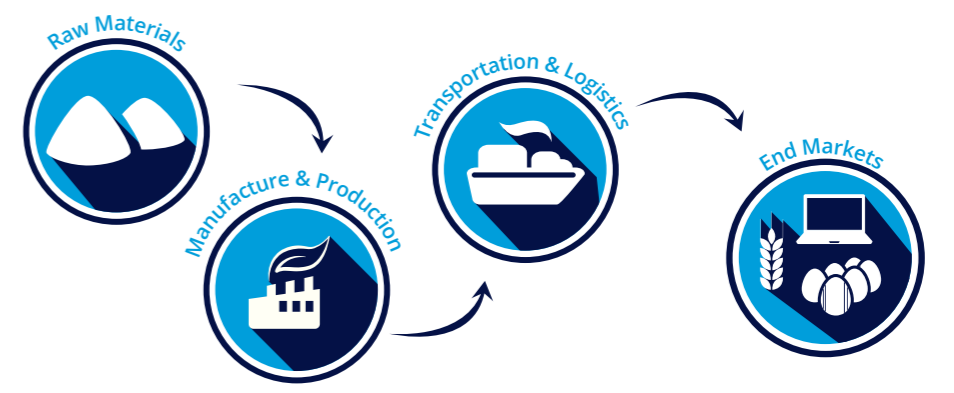 Raw Materials
Manufacture & Production
Transportation & Logistics
End Markets